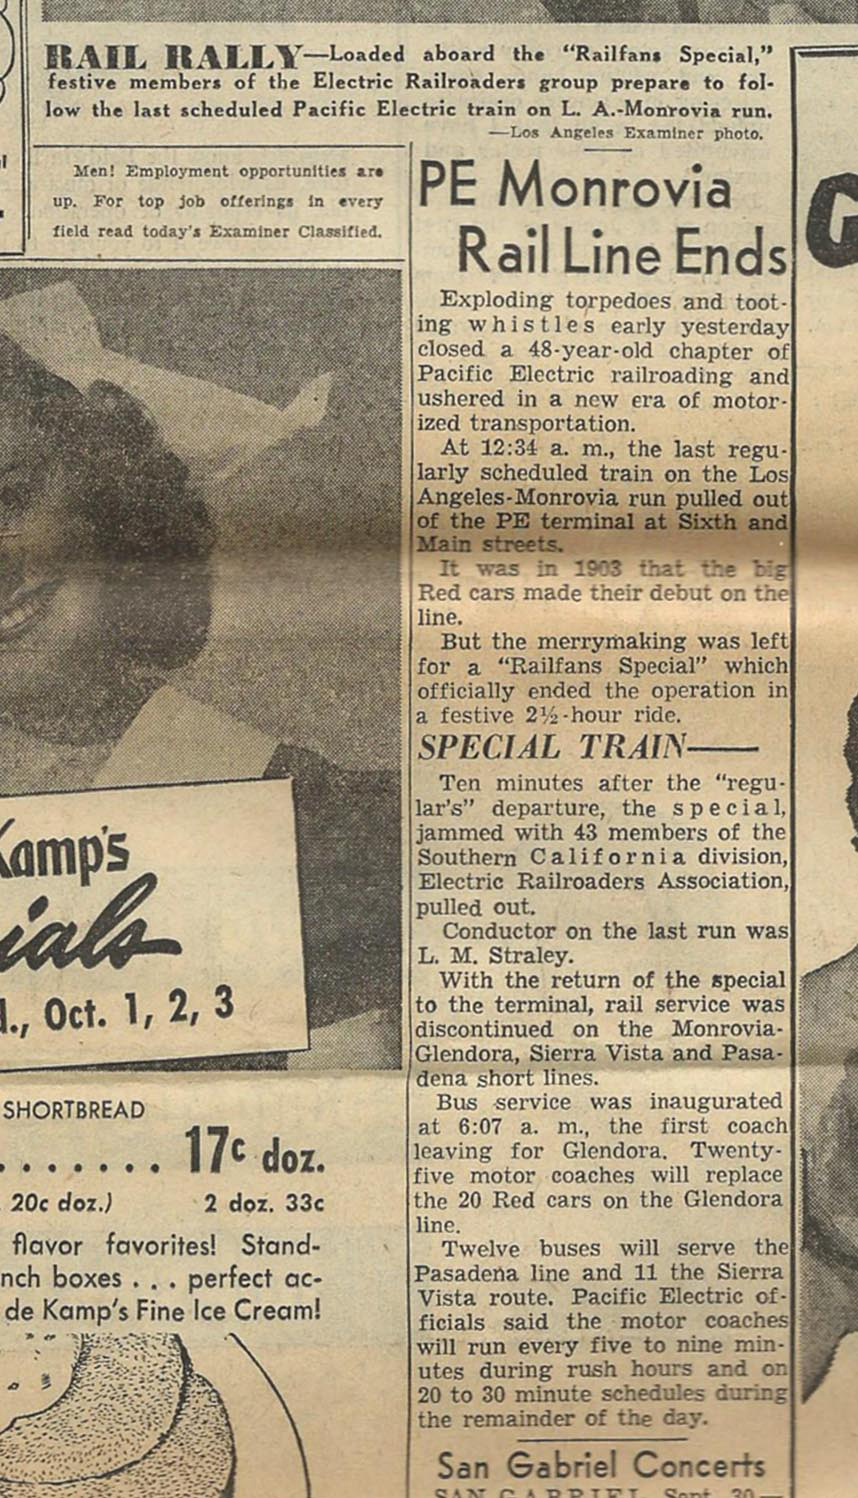 RAIL RALLY—Loaded aboard the "Railfans Special,"
festive members of the Electric Railroaders group prepare to fol-
low the last scheduled Pacific Electric train on L. A.-Monrovia run.
—Los Angeles Examiner photo.
Men! Employment opportunities are
up. For top job offerings in every
field read today's Examiner Classified.
PE Monrovia
Rail Line Ends
Exploding torpedoes and toot-
ing whistles early yesterday
closed a 48-year-old chapter of
Pacific Electric railroading and
ushered in a new era of motor-
ized transportation.
At 12:34 a. m., the last regu-
larly scheduled train on the Los
Angeles-Monrovia run pulled out
of the PE terminal at Sixth and
Main streets.
It was in 1903 that the big
Red cars made their debut on the
line.
But the merrymaking was left
for a "Railfans Special" which
officially ended the operation in
a festive 2½-hour ride.
SPECIAL TRAIN—
Ten minutes after the "regu-
lar's" departure, the special,
jammed with 43 members of the
Southern California division,
Electric Railroaders Association,
pulled out.
Conductor on the last run was
L. M. Straley.
With the return of the special
to the terminal, rail service was
discontinued on the Monrovia-
Glendora, Sierra Vista and Pasa-
dena short lines.
Bus service was inaugurated
at 6:07 a. m., the first coach
leaving for Glendora. Twenty-
five motor coaches will replace
the 20 Red cars on the Glendora
line.
Twelve buses will serve the
Pasadena line and 11 the Sierra
Vista route. Pacific Electric of-
ficials said the motor coaches
will run every five to nine min-
utes during rush hours and on
20 to 30 minute schedules during
the remainder of the day.
San Gabriel Concerts
SAN GABRIEL, Sept. 30.—
Kamp's
ials
d., Oct. 1, 2, 3
SHORTBREAD
. . . . . . . 17c doz.
20c doz.) 2 doz. 33c
flavor favorites! Stand-
nch boxes . . . perfect ac-
de Kamp's Fine Ice Cream!
G